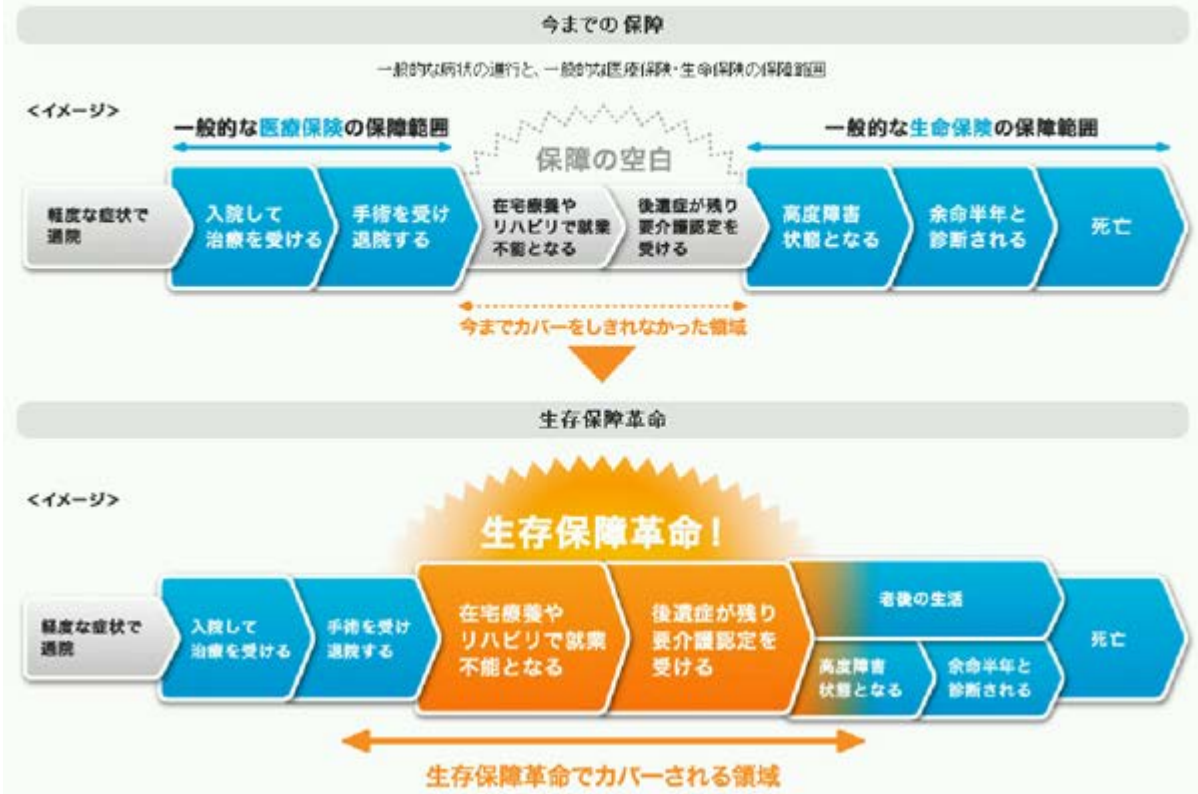 今までの保障
一般的な病状の進行と、一般的な医療保険・生命保険の保障範囲
<イメージ>
一般的な医療保険の保障範囲
保障の空白
一般的な生命保険の保障範囲
軽度な症状で
通院
入院して
治療を受ける
手術を受け
退院する
在宅療養や
リハビリで就業
不能となる
後遺症が残り
要介護認定を
受ける
高度障害
状態となる
余命半年と
診断される
死亡
今までカバーをしきれなかった領域
生存保障革命
<イメージ>
生存保障革命!
軽度な症状で
通院
入院して
治療を受ける
手術を受け
退院する
在宅療養や
リハビリで就業
不能となる
後遺症が残り
要介護認定を
受ける
老後の生活
高度障害
状態となる
余命半年と
診断される
死亡
生存保障革命でカバーされる領域